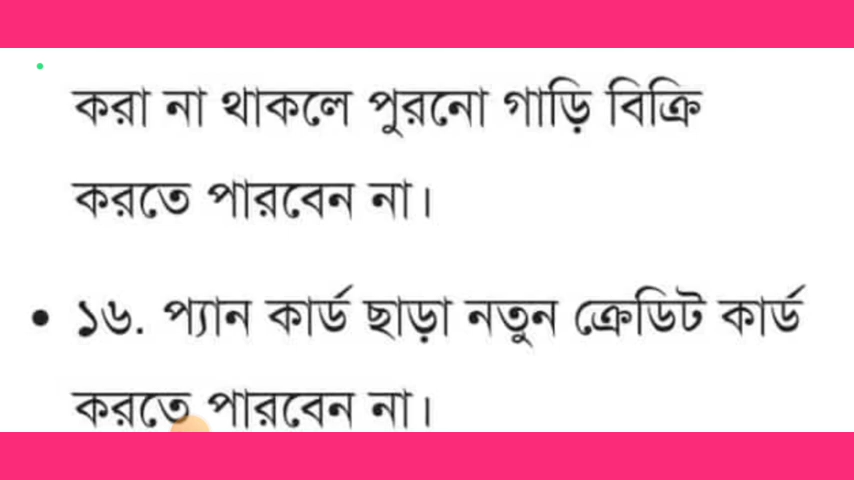 করা না থাকলে পুরনো গাড়ি বিক্রি
করতে পারবেন না।
• ১৬. প্যান কার্ড ছাড়া নতুন ক্রেডিট কার্ড
করতে পারবেন না।